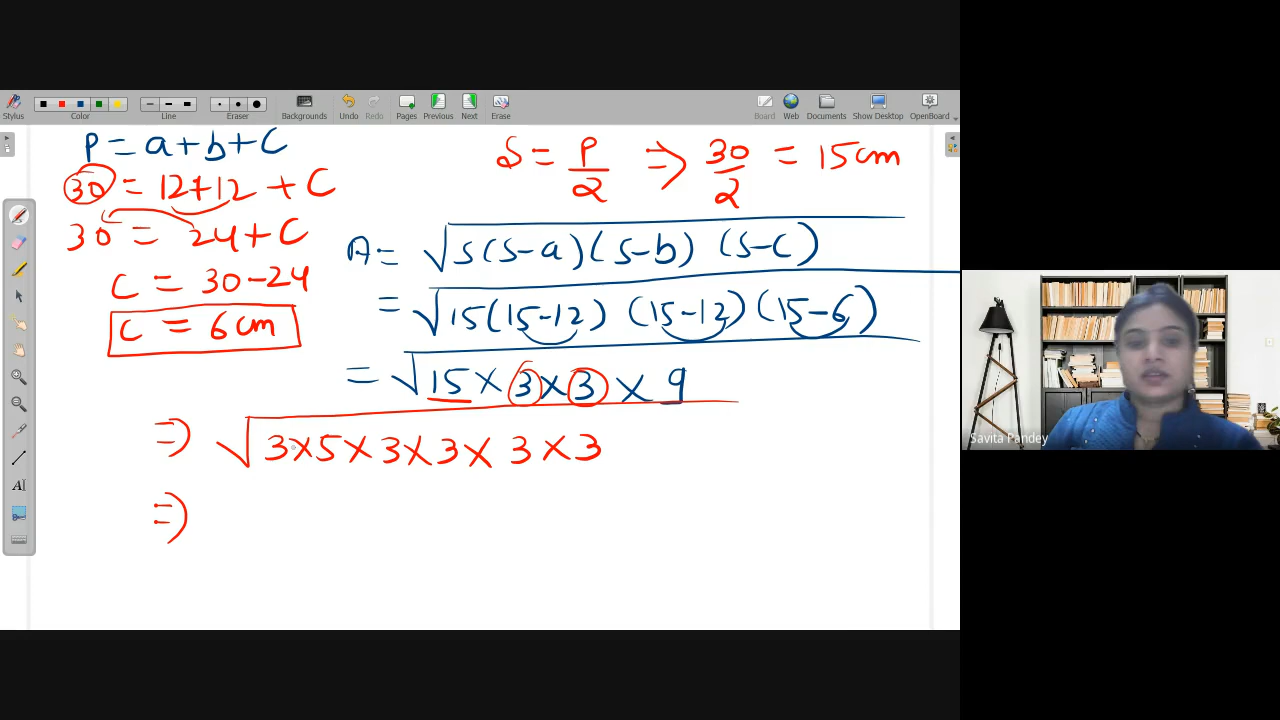 Stylus Color Line Eraser Backgrounds Undo Redo Pages Previous Next Erase Board Web Documents Show Desktop OpenBoard
P = a+b+C
30 = 12+12 + C
30 = 24+C
C = 30-24
C = 6cm
S = P/2 => 30/2 = 15cm
A = √s(s-a)(s-b) (s-c)
= √15(15-12) (15-12)(15-6)
= √15 × 3 × 3 × 9
=> √3×5×3×3×3×3
=>
Savita Pandey